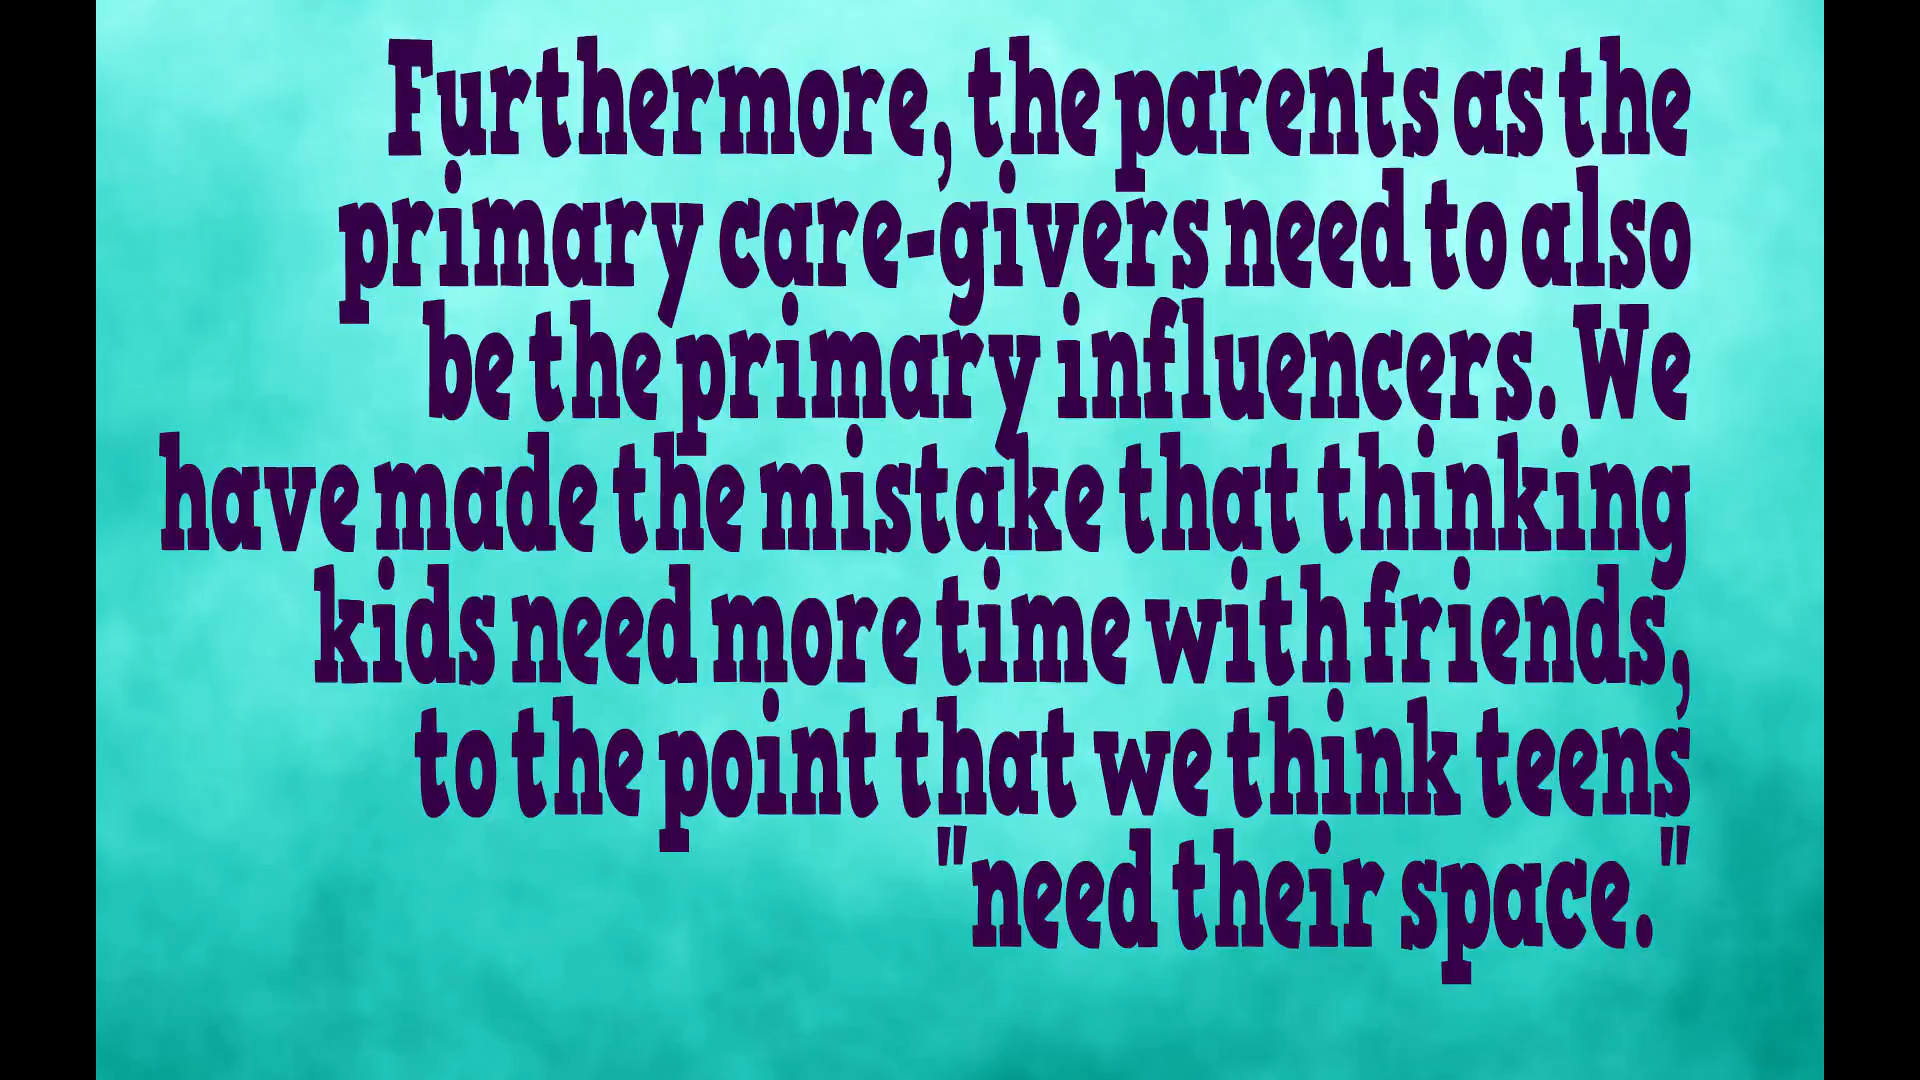 Furthermore, the parents as the
primary care-givers need to also
be the primary influencers. We
have made the mistake that thinking
kids need more time with friends,
to the point that we think teens
"need their space."